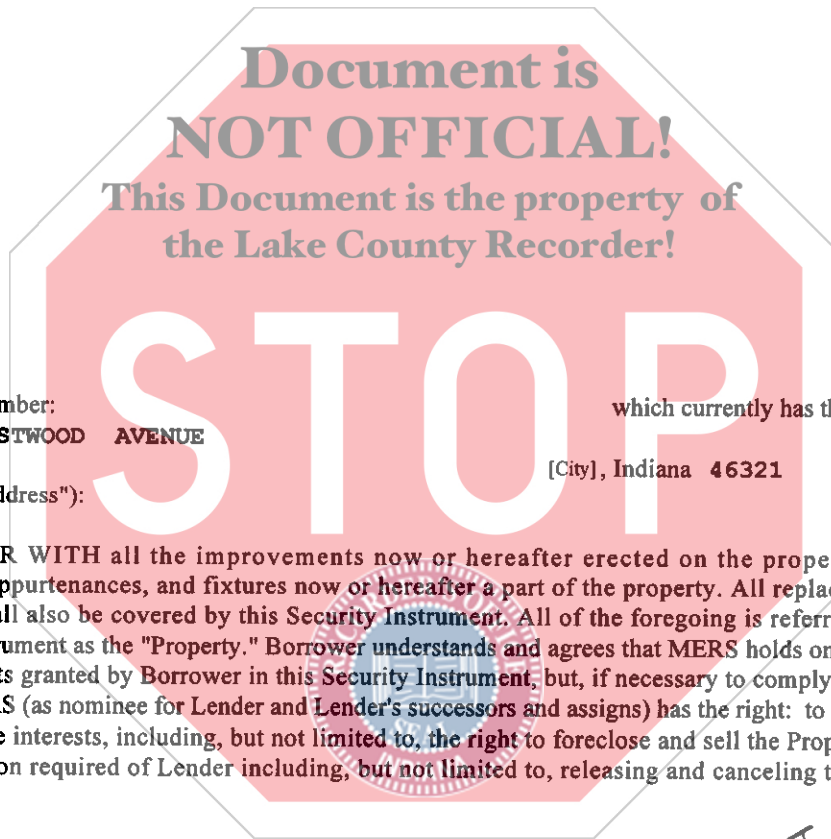 Document is
NOT OFFICIAL!
This Document is the property of
the Lake County Recorder!
STOP
mber: which currently has th
STWOOD AVENUE
[City], Indiana 46321
ddress"):
R WITH all the improvements now or hereafter erected on the prope
ppurtenances, and fixtures now or hereafter a part of the property. All replac
ll also be covered by this Security Instrument. All of the foregoing is referr
ument as the "Property." Borrower understands and agrees that MERS holds on
ts granted by Borrower in this Security Instrument, but, if necessary to comply
S (as nominee for Lender and Lender's successors and assigns) has the right: to
e interests, including, but not limited to, the right to foreclose and sell the Prop
on required of Lender including, but not limited to, releasing and canceling t
SEAL